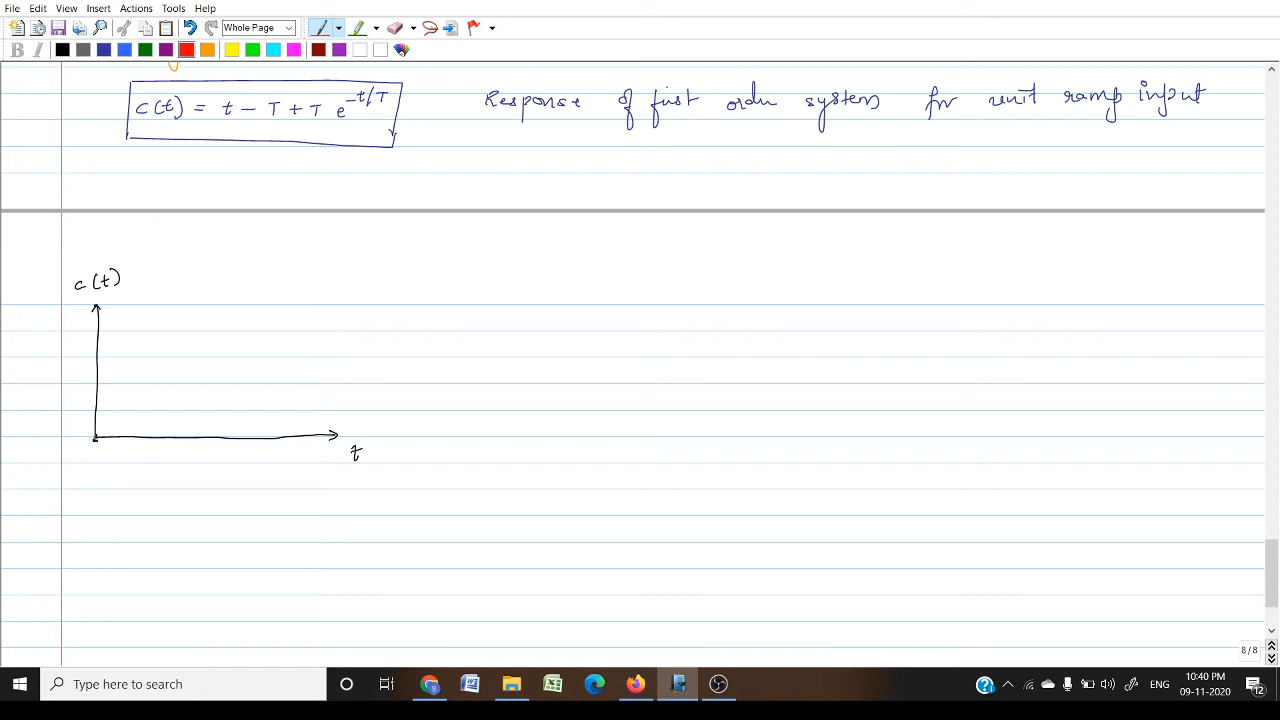 File Edit View Insert Actions Tools Help
Whole Page
B I
c(t) = t - T + T e^{-t/T} Response of first order system for unit ramp input
c(t)
t
8/8
Type here to search
ENG
10:40 PM
09-11-2020
12